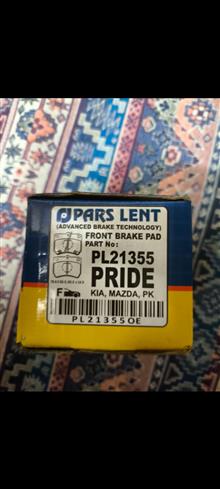 PARS LENT
(ADVANCED BRAKE TECHNOLOGY)
FRONT BRAKE PAD
PART No:
PL21355
PRIDE
F
KIA, MAZDA, PK
PL21355OE